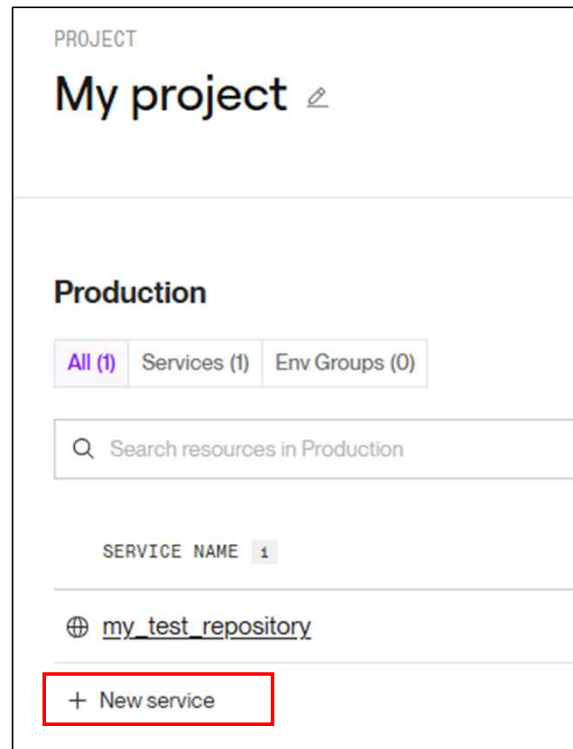 PROJECT
My project
Production
All (1) Services (1) Env Groups (0)
Search resources in Production
SERVICE NAME i
my_test_repository
+ New service